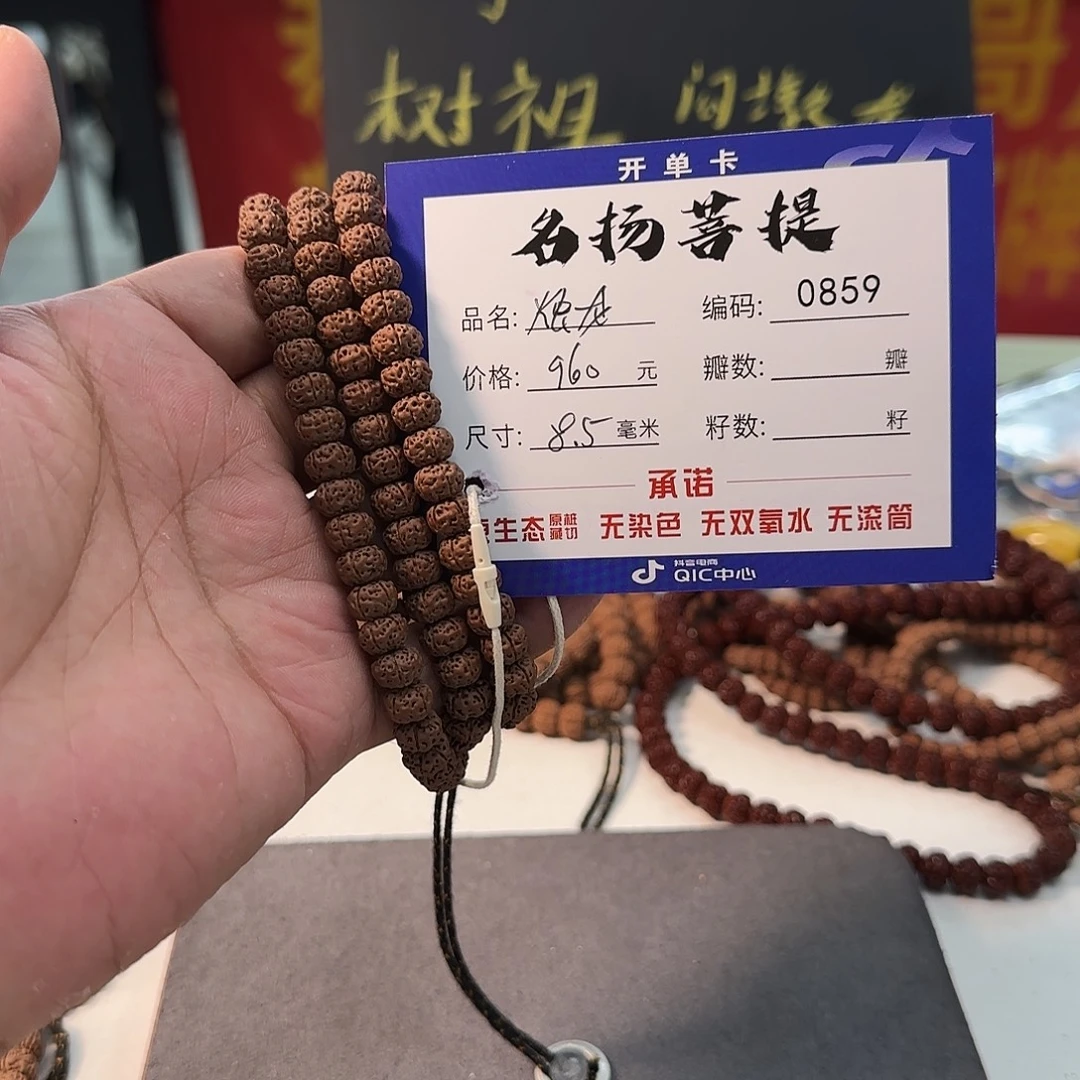 树祖
开单卡
名扬菩提
品名:
编码: 0859
价格: 960 元
瓣数: 瓣
尺寸: 8.5 毫米
籽数: 籽
承诺
生态 原桩藏切 无染色 无双氧水 无滚筒
抖音电商
QIC中心